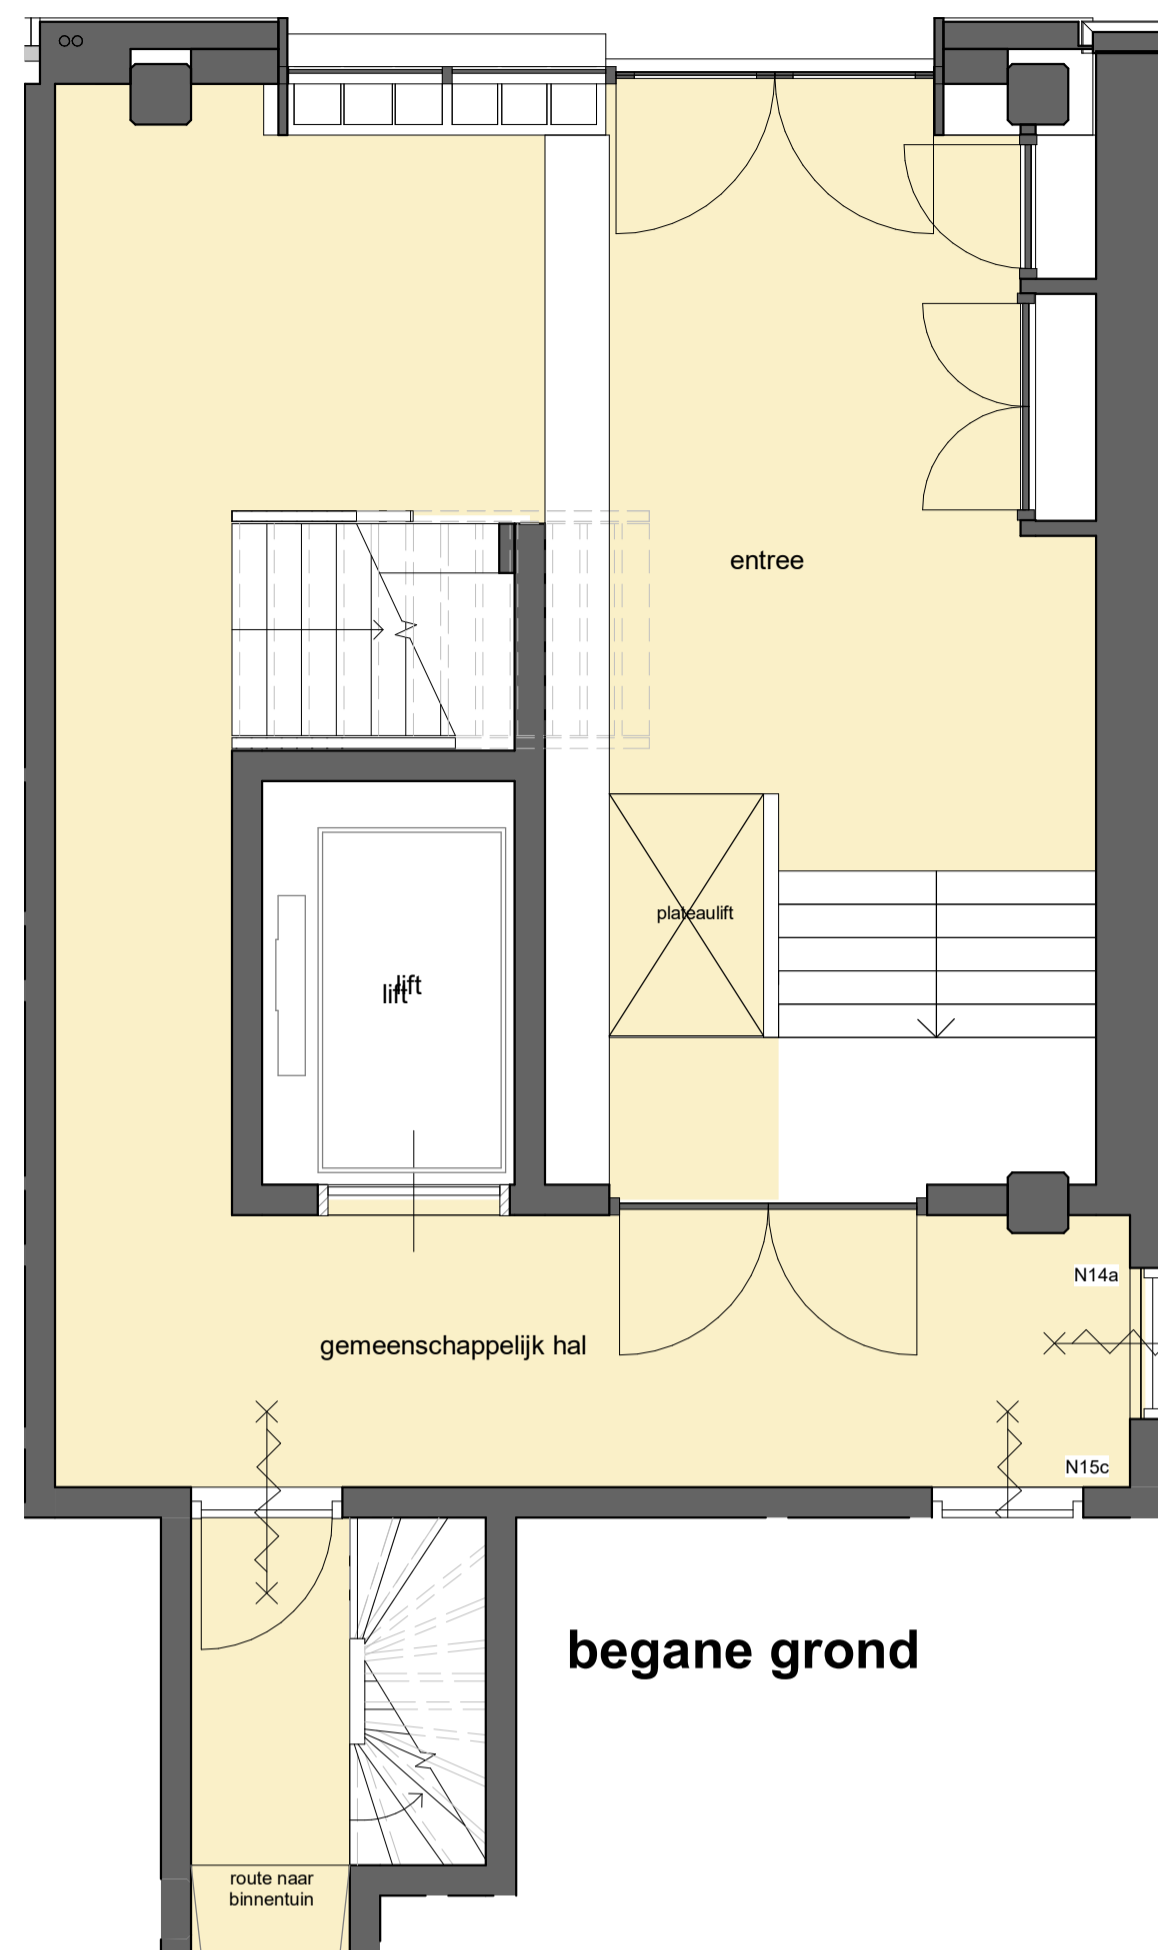 entree
plateaulift
lift
lift
N14a
gemeenschappelijk hal
N15c
begane grond
route naar
binnentuin